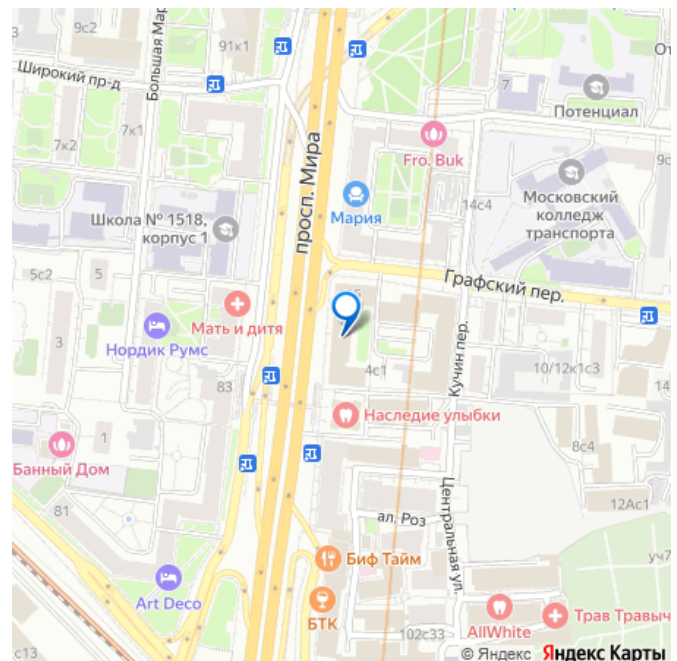 9с2
91к1
Большая Мар
Широкий пр-д
7
От
Потенциал
7к1
7к2
просп. Мира
Fro. Buk
9с
Мария
14с4
Московский
колледж
транспорта
Школа № 1518,
корпус 1
5с2
5
Графский пер.
Мать и дитя
Нордик Румс
3
4с1
Кучин пер.
10/12к1с3
14
83
Наследие улыбки
1
8с4
Банный Дом
Центральная ул.
12Ас1
81
ал. Роз
уч7
Биф Тайм
Art Deco
БТК
102с33
AllWhite
Трав Травыч
© Яндекс Яндекс Карты